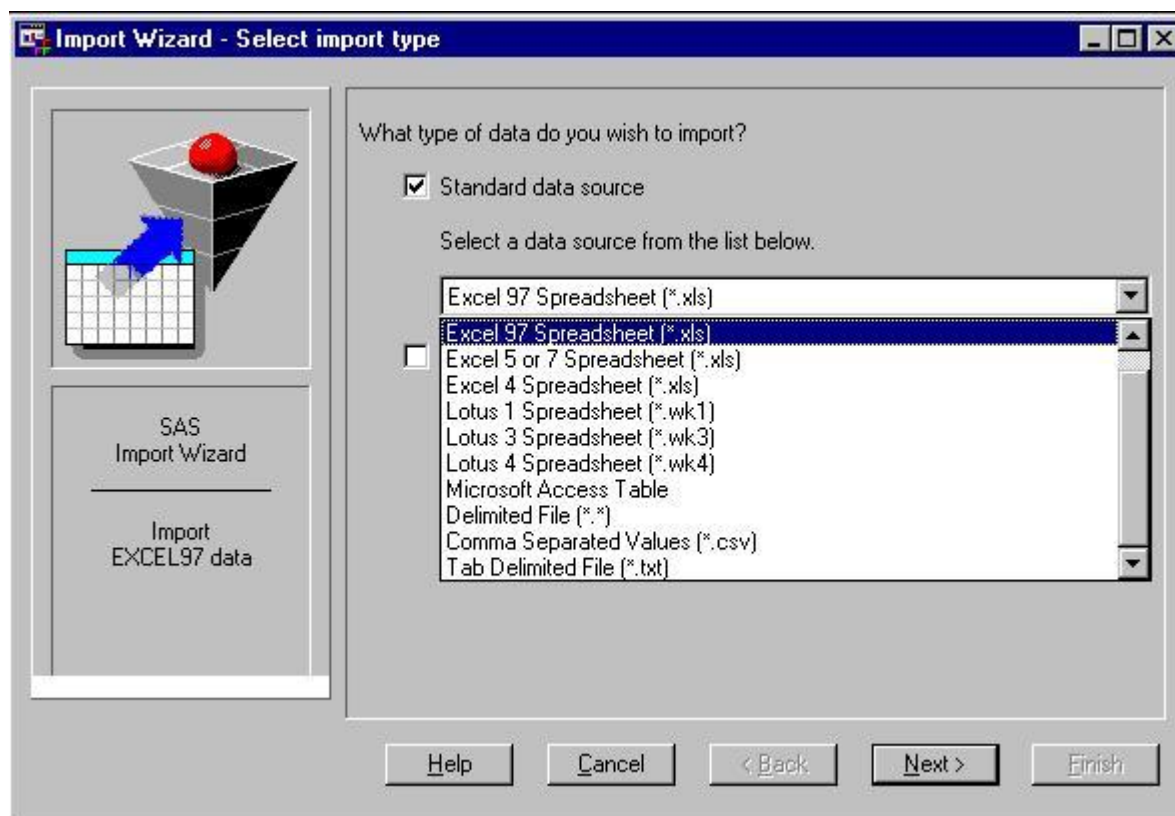 Import Wizard - Select import type
What type of data do you wish to import?
Standard data source
Select a data source from the list below.
Excel 97 Spreadsheet (*.xls)
Excel 97 Spreadsheet (*.xls)
Excel 5 or 7 Spreadsheet (*.xls)
Excel 4 Spreadsheet (*.xls)
Lotus 1 Spreadsheet (*.wk1)
Lotus 3 Spreadsheet (*.wk3)
Lotus 4 Spreadsheet (*.wk4)
Microsoft Access Table
Delimited File (*.*)
Comma Separated Values (*.csv)
Tab Delimited File (*.txt)
SAS
Import Wizard
Import
EXCEL97 data
Help Cancel < Back Next > Finish